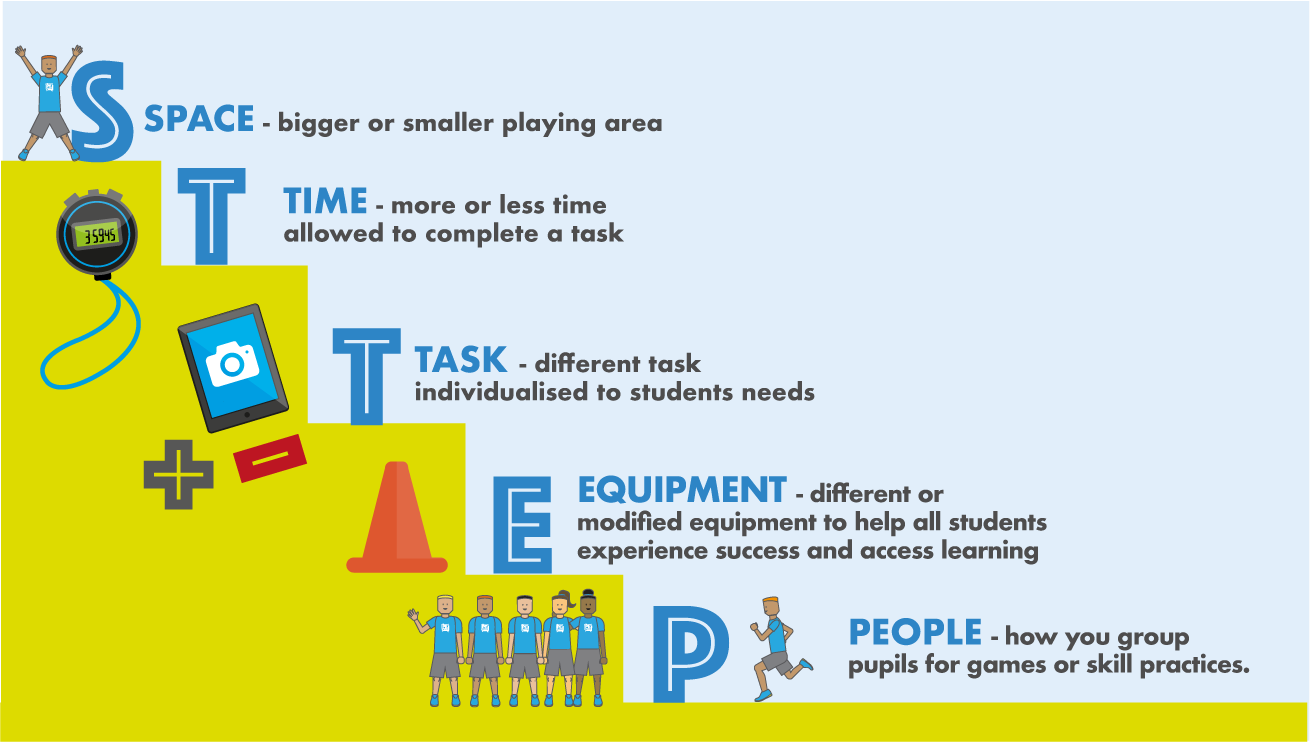 S
SPACE - bigger or smaller playing area
T
TIME - more or less time
allowed to complete a task
35945
T
TASK - different task
individualised to students needs
E
EQUIPMENT - different or
modified equipment to help all students
experience success and access learning
P
PEOPLE - how you group
pupils for games or skill practices.